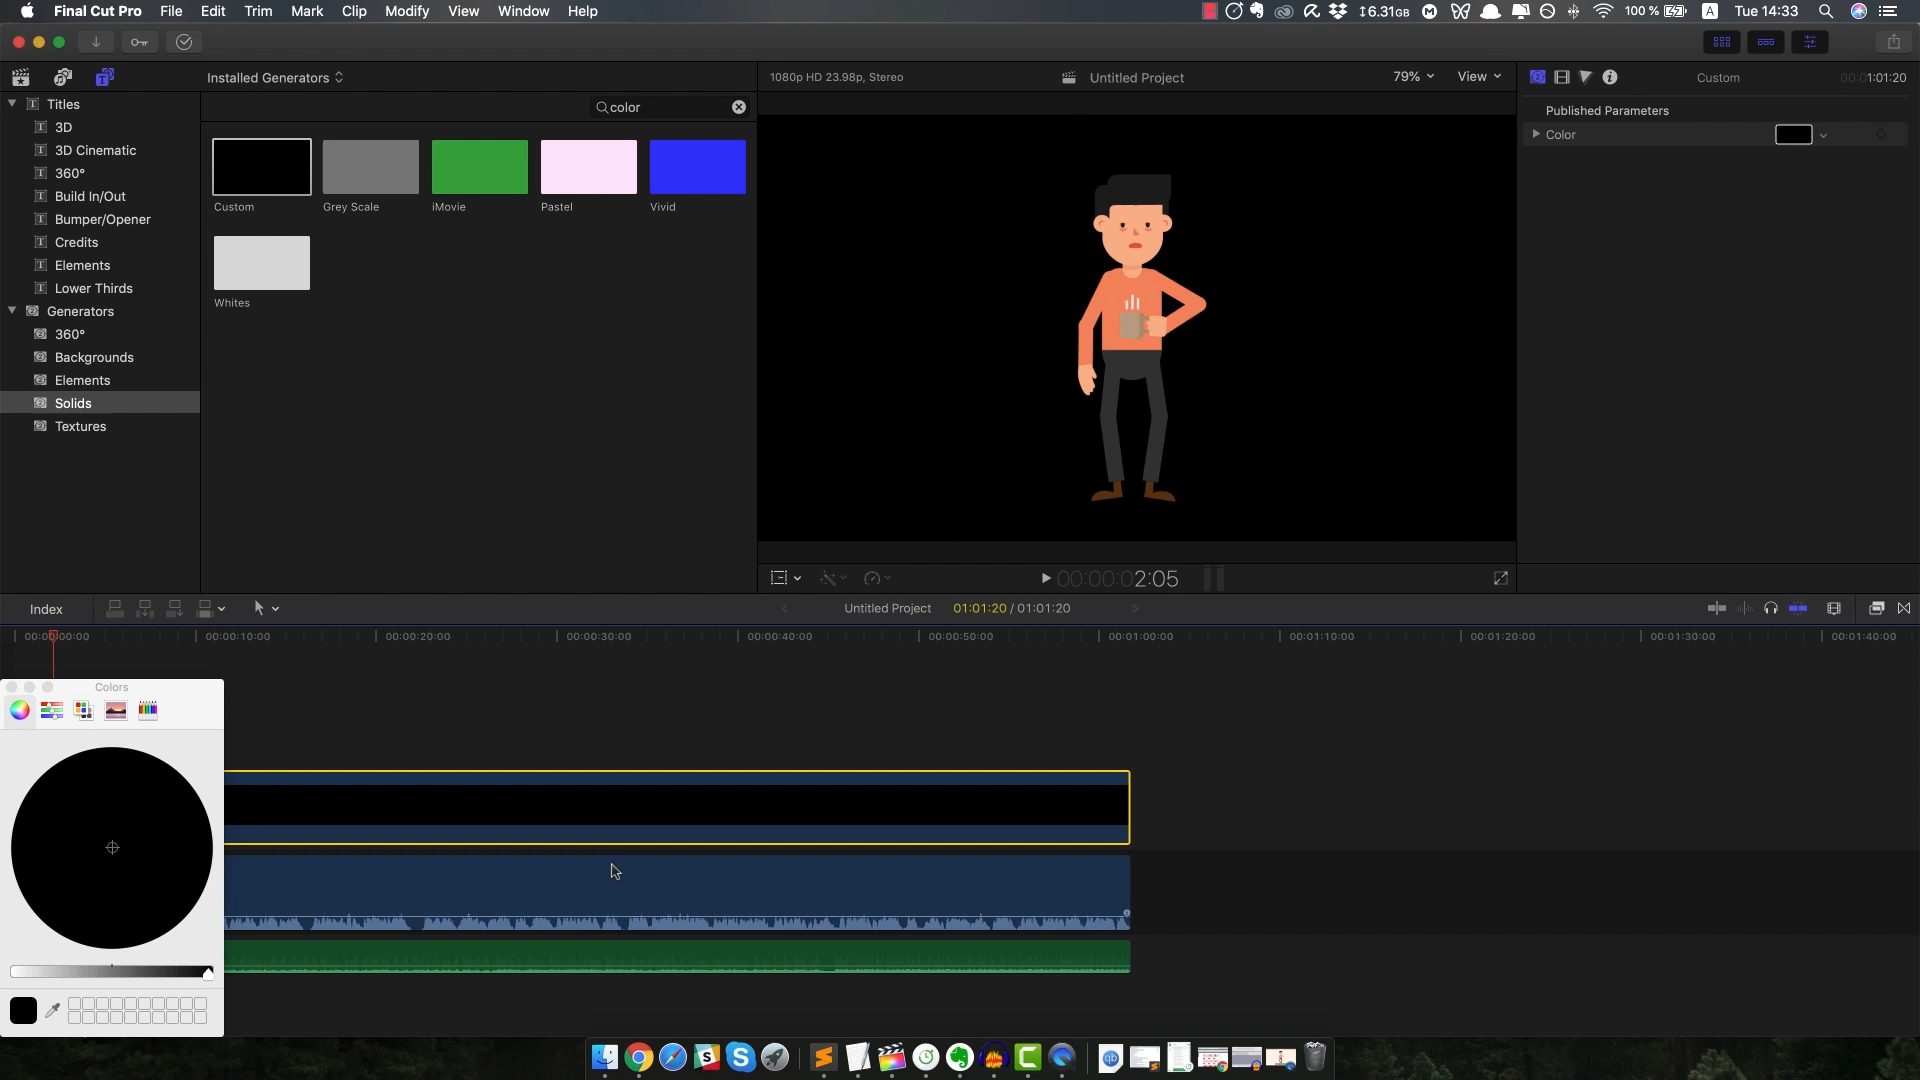 Final Cut Pro File Edit Trim Mark Clip Modify View Window Help
6.31GB 100 % A Tue 14:33
Installed Generators
1080p HD 23.98p, Stereo
Untitled Project
79% View
Custom
1:01:20
Titles
3D
3D Cinematic
360°
Build In/Out
Bumper/Opener
Credits
Elements
Lower Thirds
Generators
360°
Backgrounds
Elements
Solids
Textures
color
Custom
Grey Scale
iMovie
Pastel
Vivid
Whites
Published Parameters
Color
00:00:02:05
Index
Untitled Project
01:01:20 / 01:01:20
00:00:00:00
00:00:10:00
00:00:20:00
00:00:30:00
00:00:40:00
00:00:50:00
00:01:00:00
00:01:10:00
00:01:20:00
00:01:30:00
00:01:40:00
Colors